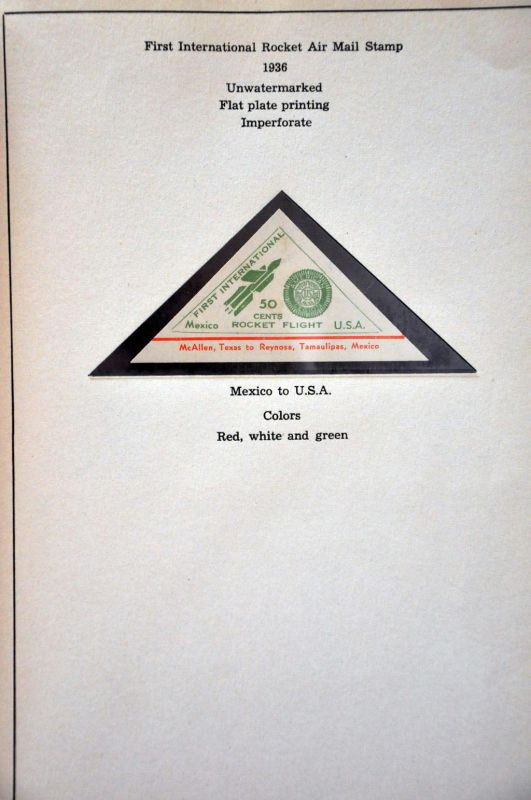 First International Rocket Air Mail Stamp
1936
Unwatermarked
Flat plate printing
Imperforate
FIRST INTERNATIONAL
50
CENTS
Mexico ROCKET FLIGHT U.S.A.
McAllen, Texas to Reynosa, Tamaulipas, Mexico
Mexico to U.S.A.
Colors
Red, white and green